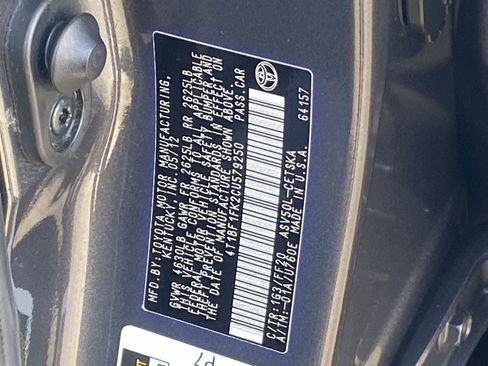 MFD.BY:TOYOTA MOTOR MANUFACTURING,
KENTUCKY, INC. 05/12
GVWR 4630LB GAWR FR 2625LB RR 2625LB
THIS VEHICLE CONFORMS TO ALL APPLICABLE
FEDERAL MOTOR VEHICLE SAFETY, BUMPER AND
THEFT PREVENTION STANDARDS IN EFFECT ON
DATE OF MANUFACTURE SHOWN ABOVE.
4T1BF1FK2CU579250 PASS.CAR
C/TR:1G3/FF20 ASV50L-CETSKA
A/TM:-01A/U760E MADE IN U.S.A.
64157